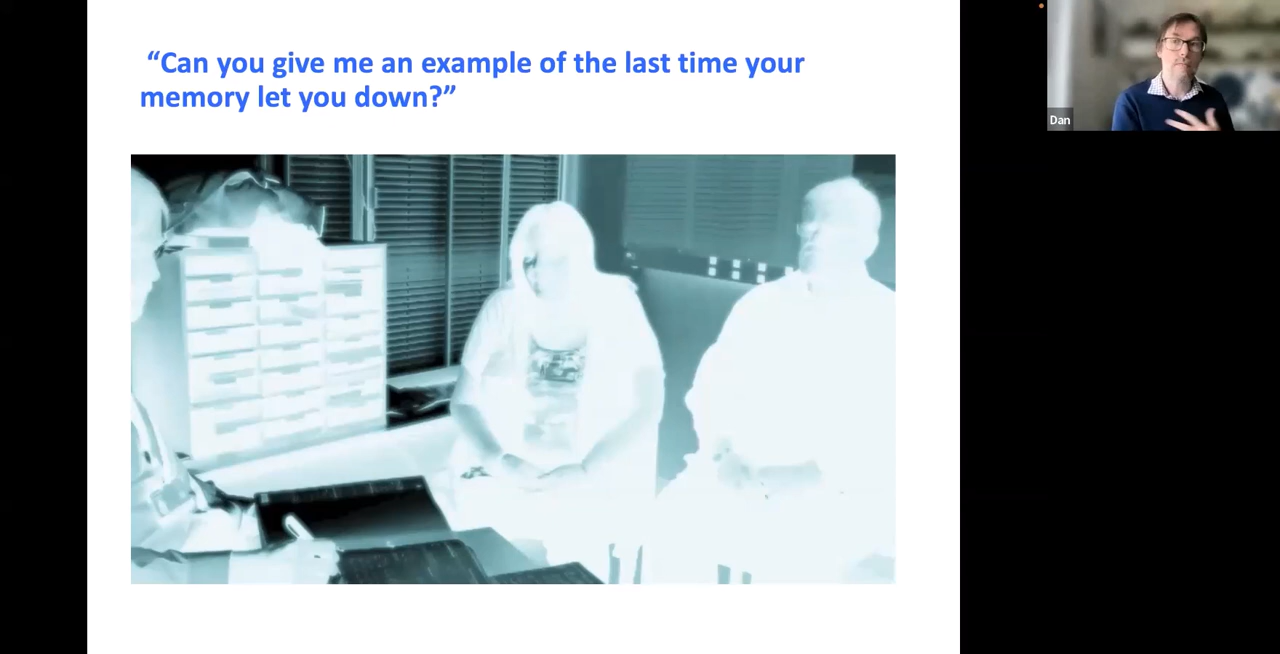 “Can you give me an example of the last time your
memory let you down?”
Dan